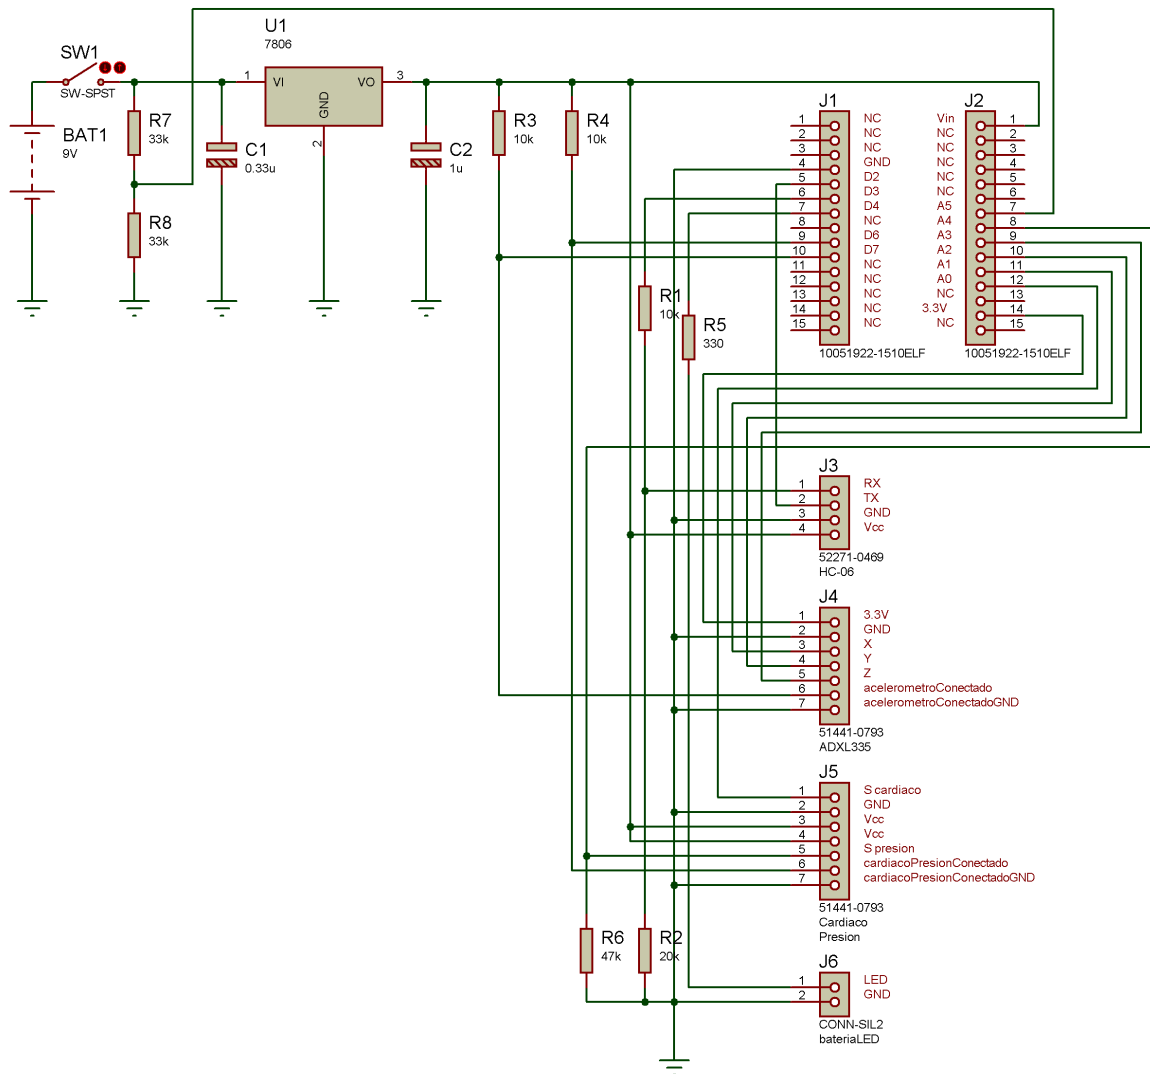 U1
7806
SW1
SW-SPST
1
VI
VO
3
GND
2
BAT1
9V
R7
33k
R8
33k
C1
0.33u
C2
1u
R3
10k
R4
10k
R1
10k
R5
330
J1
1 NC
2 NC
3 NC
4 GND
5 D2
6 D3
7 D4
8 NC
9 D6
10 D7
11 NC
12 NC
13 NC
14 NC
15 NC
10051922-1510ELF
J2
Vin 1
NC 2
NC 3
NC 4
NC 5
NC 6
A5 7
A4 8
A3 9
A2 10
A1 11
A0 12
NC 13
3.3V 14
NC 15
10051922-1510ELF
J3
1 RX
2 TX
3 GND
4 Vcc
52271-0469
HC-06
J4
1 3.3V
2 GND
3 X
4 Y
5 Z
6 acelerometroConectado
7 acelerometroConectadoGND
51441-0793
ADXL335
J5
1 S cardiaco
2 GND
3 Vcc
4 Vcc
5 S presion
6 cardiacoPresionConectado
7 cardiacoPresionConectadoGND
51441-0793
Cardiaco
Presion
R6
47k
R2
20k
J6
1 LED
2 GND
CONN-SIL2
bateriaLED